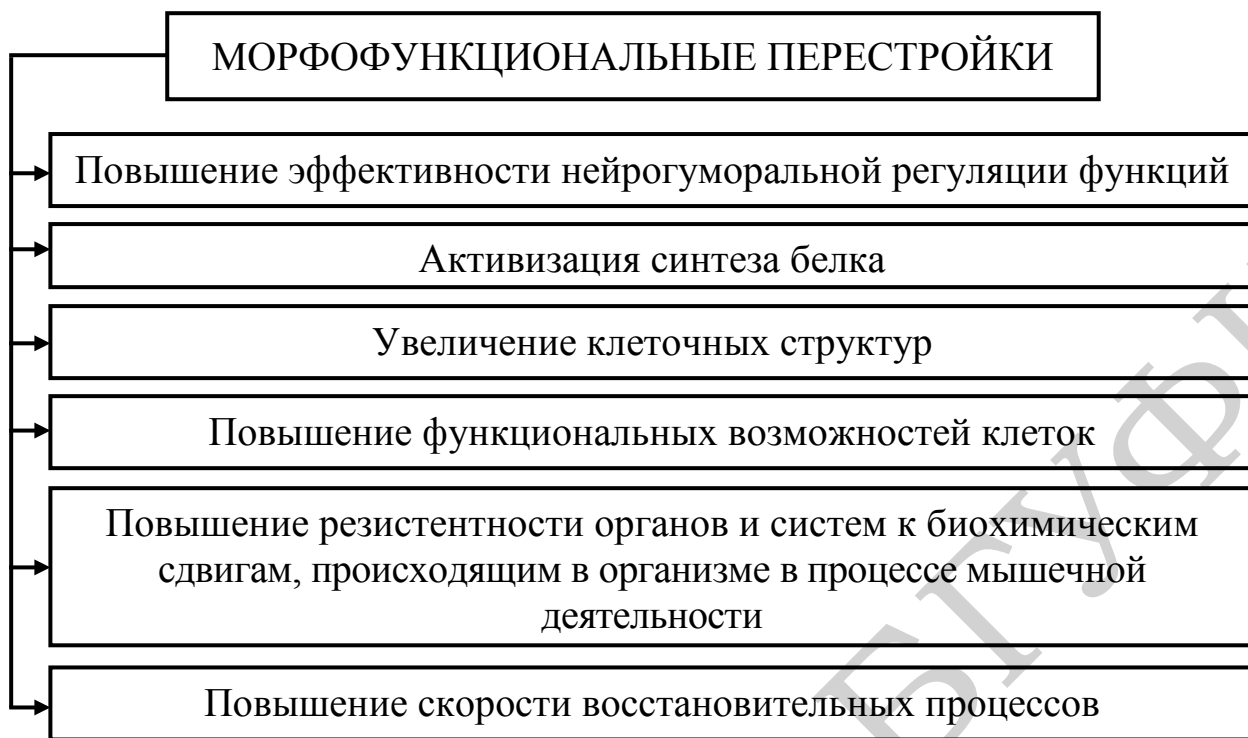 МОРФОФУНКЦИОНАЛЬНЫЕ ПЕРЕСТРОЙКИ
Повышение эффективности нейрогуморальной регуляции функций
Активизация синтеза белка
Увеличение клеточных структур
Повышение функциональных возможностей клеток
Повышение резистентности органов и систем к биохимическим
сдвигам, происходящим в организме в процессе мышечной
деятельности
Повышение скорости восстановительных процессов
БГУФ